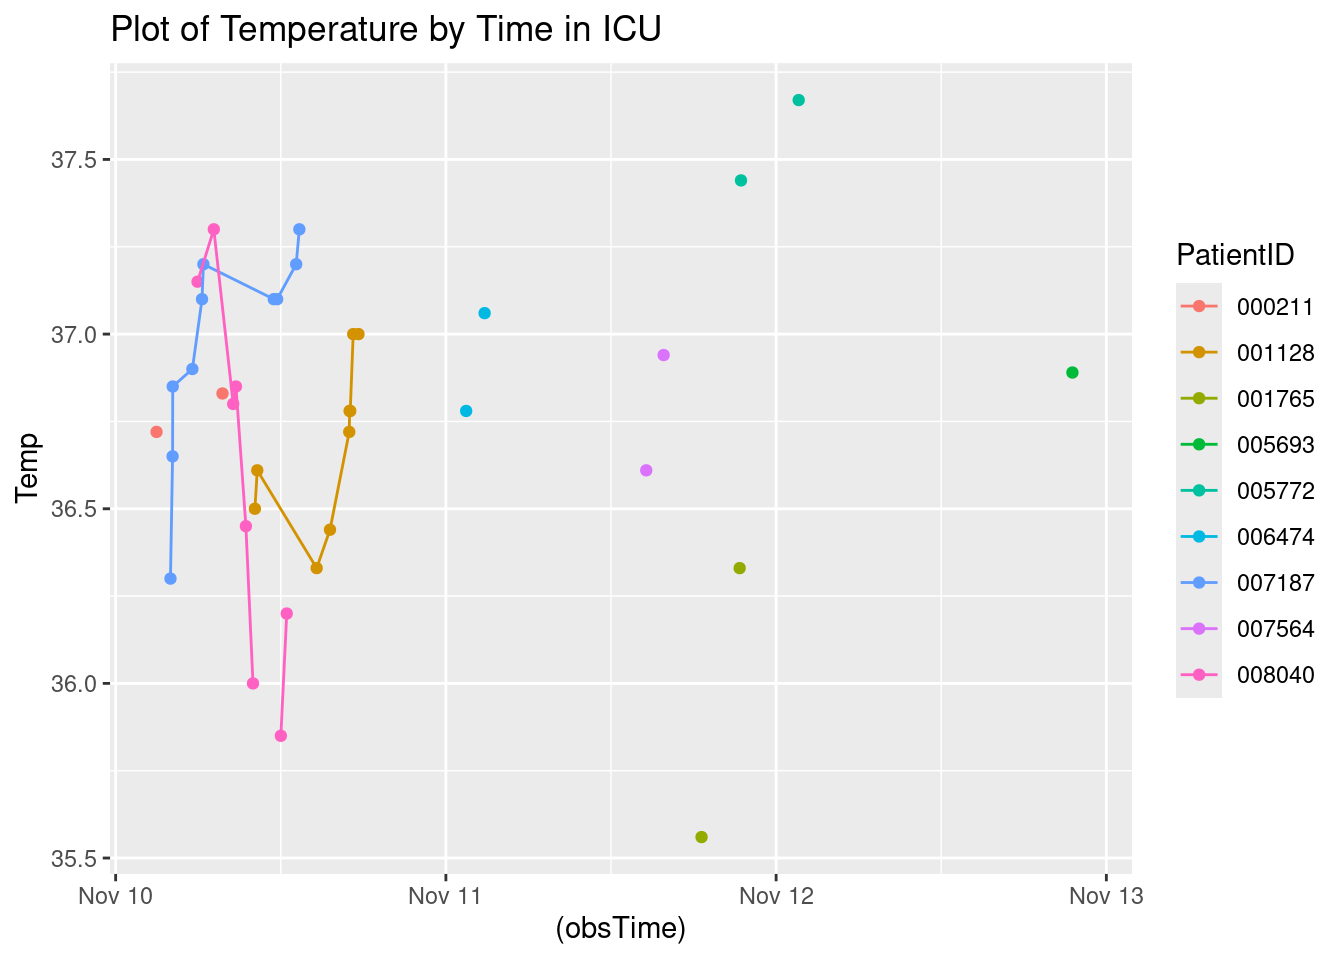 Plot of Temperature by Time in ICU
37.5
37.0
36.5
36.0
35.5
Temp
Nov 10
Nov 11
Nov 12
Nov 13
(obsTime)
PatientID
000211
001128
001765
005693
005772
006474
007187
007564
008040